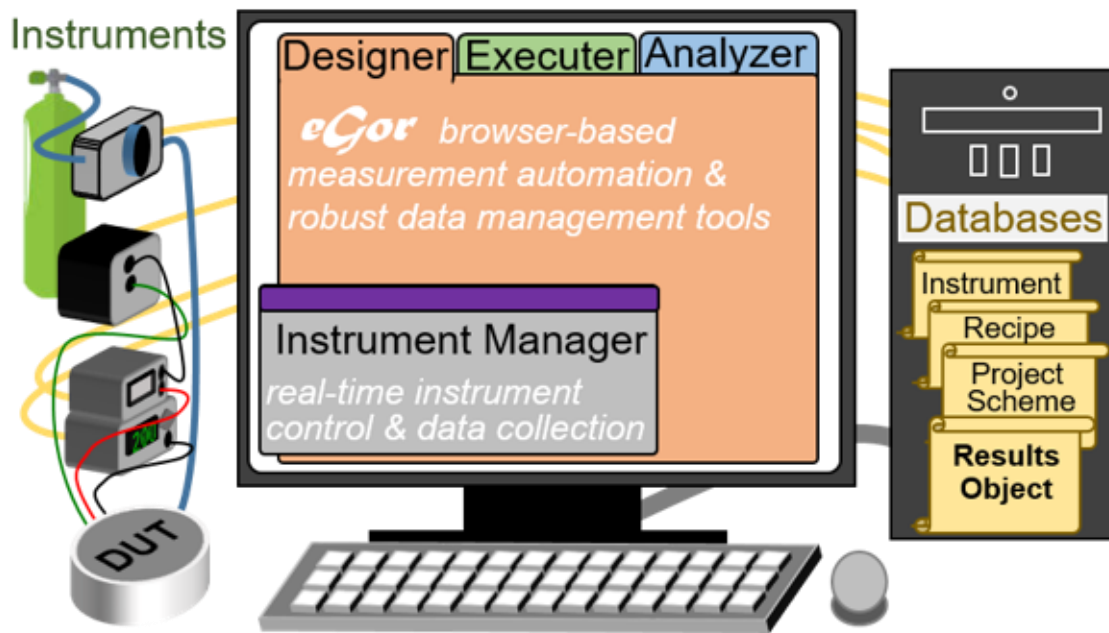 Instruments
Designer Executer Analyzer
eGor browser-based
measurement automation &
robust data management tools
Instrument Manager
real-time instrument
control & data collection
200
DUT
Databases
Instrument
Recipe
Project
Scheme
Results
Object